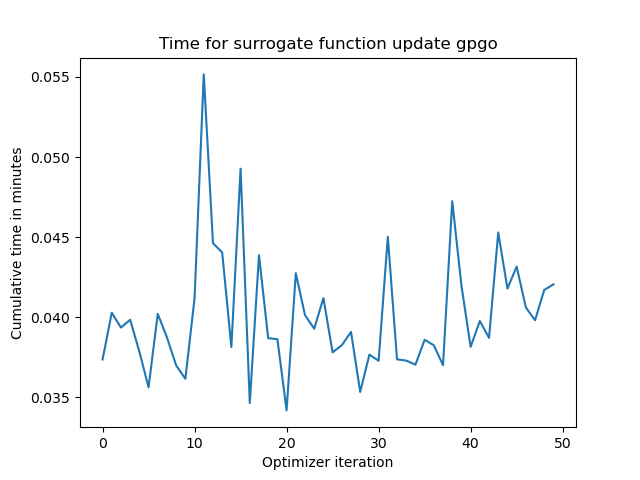 Time for surrogate function update gpgo
Cumulative time in minutes
0.055
0.050
0.045
0.040
0.035
0 10 20 30 40 50
Optimizer iteration